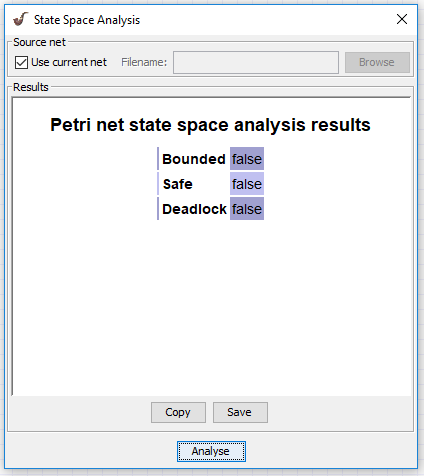 State Space Analysis
Source net
Use current net Filename: Browse
Results
Petri net state space analysis results
Bounded false
Safe false
Deadlock false
Copy Save
Analyse